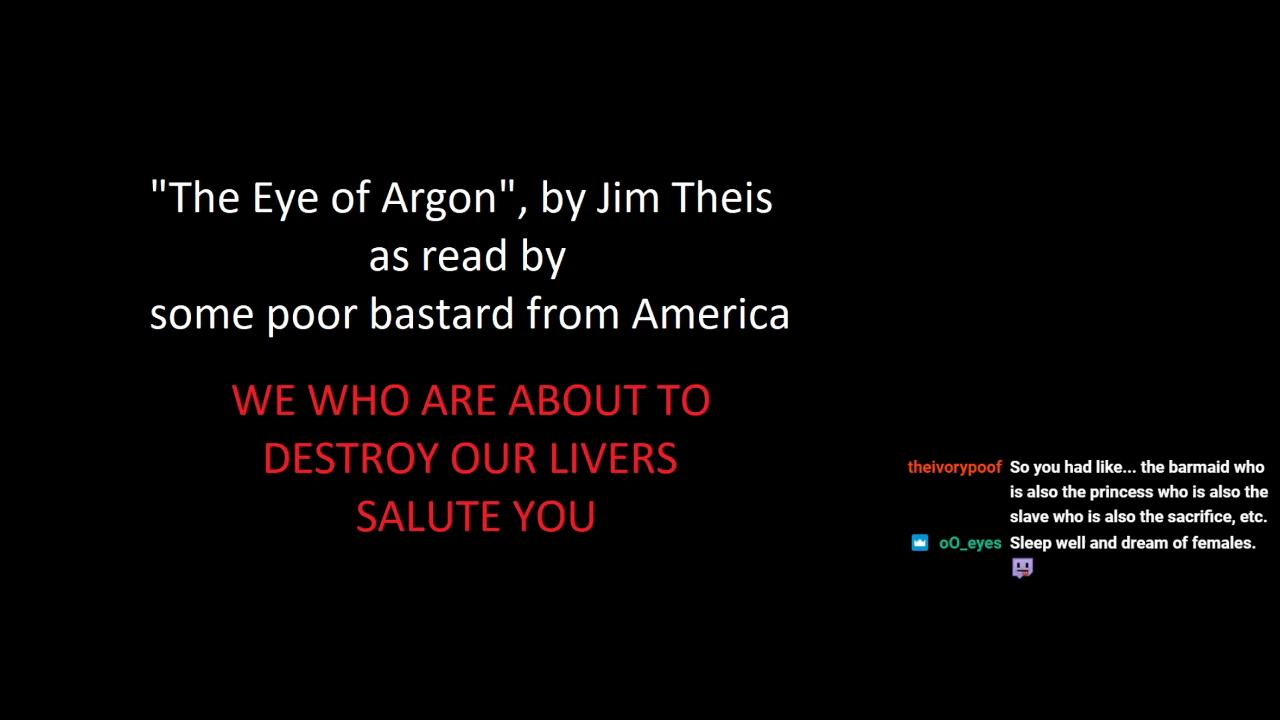 "The Eye of Argon", by Jim Theis
as read by
some poor bastard from America
WE WHO ARE ABOUT TO
DESTROY OUR LIVERS
SALUTE YOU
theivorypoof So you had like... the barmaid who
is also the princess who is also the
slave who is also the sacrifice, etc.
oO_eyes Sleep well and dream of females.